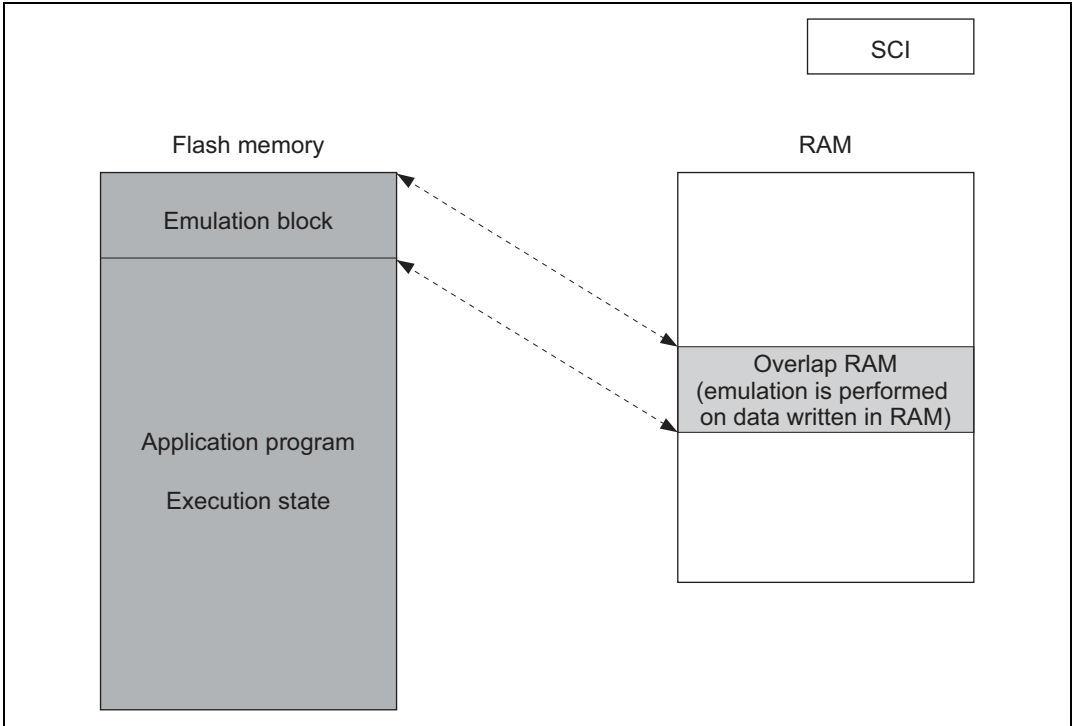 SCI
Flash memory
RAM
Emulation block
Overlap RAM
(emulation is performed
on data written in RAM)
Application program
Execution state